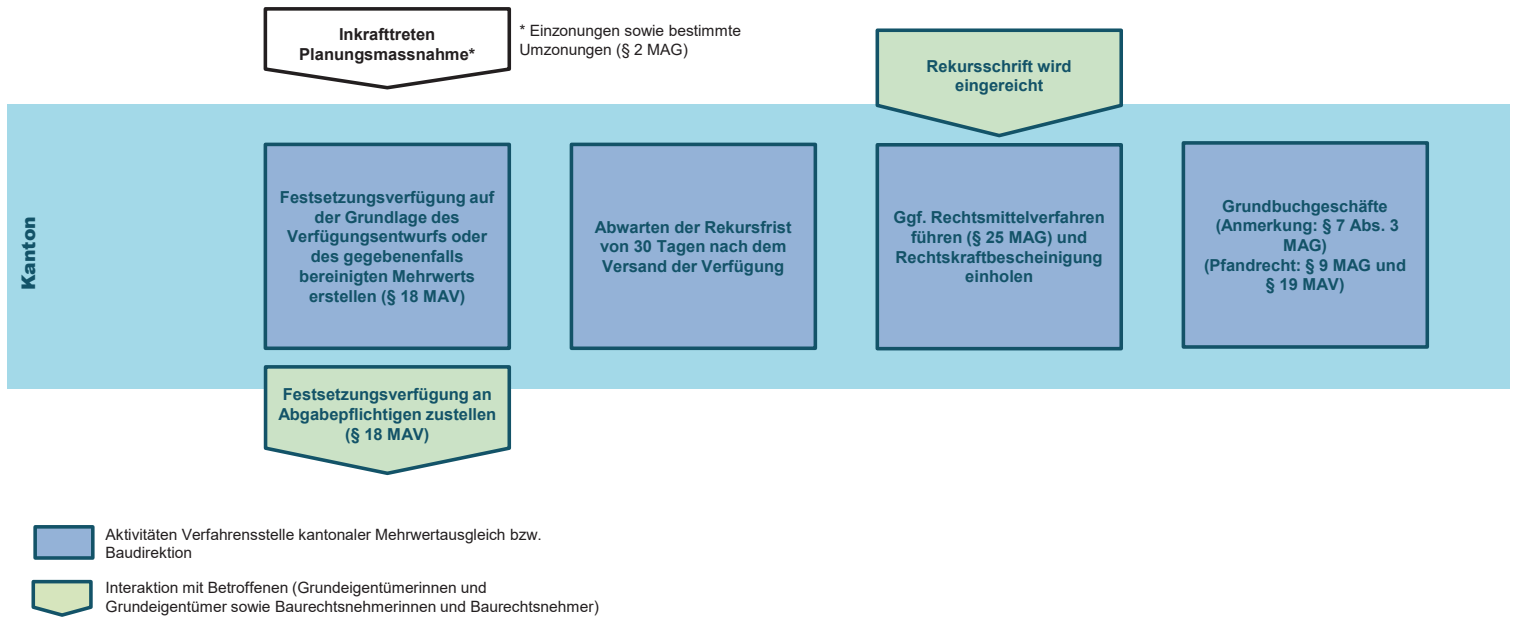 Inkrafttreten
Planungsmassnahme*
* Einzonungen sowie bestimmte
Umzonungen (§ 2 MAG)
Rekursschrift wird
eingereicht
Kanton
Festsetzungsverfügung auf
der Grundlage des
Verfügungsentwurfs oder
des gegebenenfalls
bereinigten Mehrwerts
erstellen (§ 18 MAV)
Abwarten der Rekursfrist
von 30 Tagen nach dem
Versand der Verfügung
Ggf. Rechtsmittelverfahren
führen (§ 25 MAG) und
Rechtskraftbescheinigung
einholen
Grundbuchgeschäfte
(Anmerkung: § 7 Abs. 3
MAG)
(Pfandrecht: § 9 MAG und
§ 19 MAV)
Festsetzungsverfügung an
Abgabepflichtigen zustellen
(§ 18 MAV)
Aktivitäten Verfahrensstelle kantonaler Mehrwertausgleich bzw.
Baudirektion
Interaktion mit Betroffenen (Grundeigentümerinnen und
Grundeigentümer sowie Baurechtsnehmerinnen und Baurechtsnehmer)